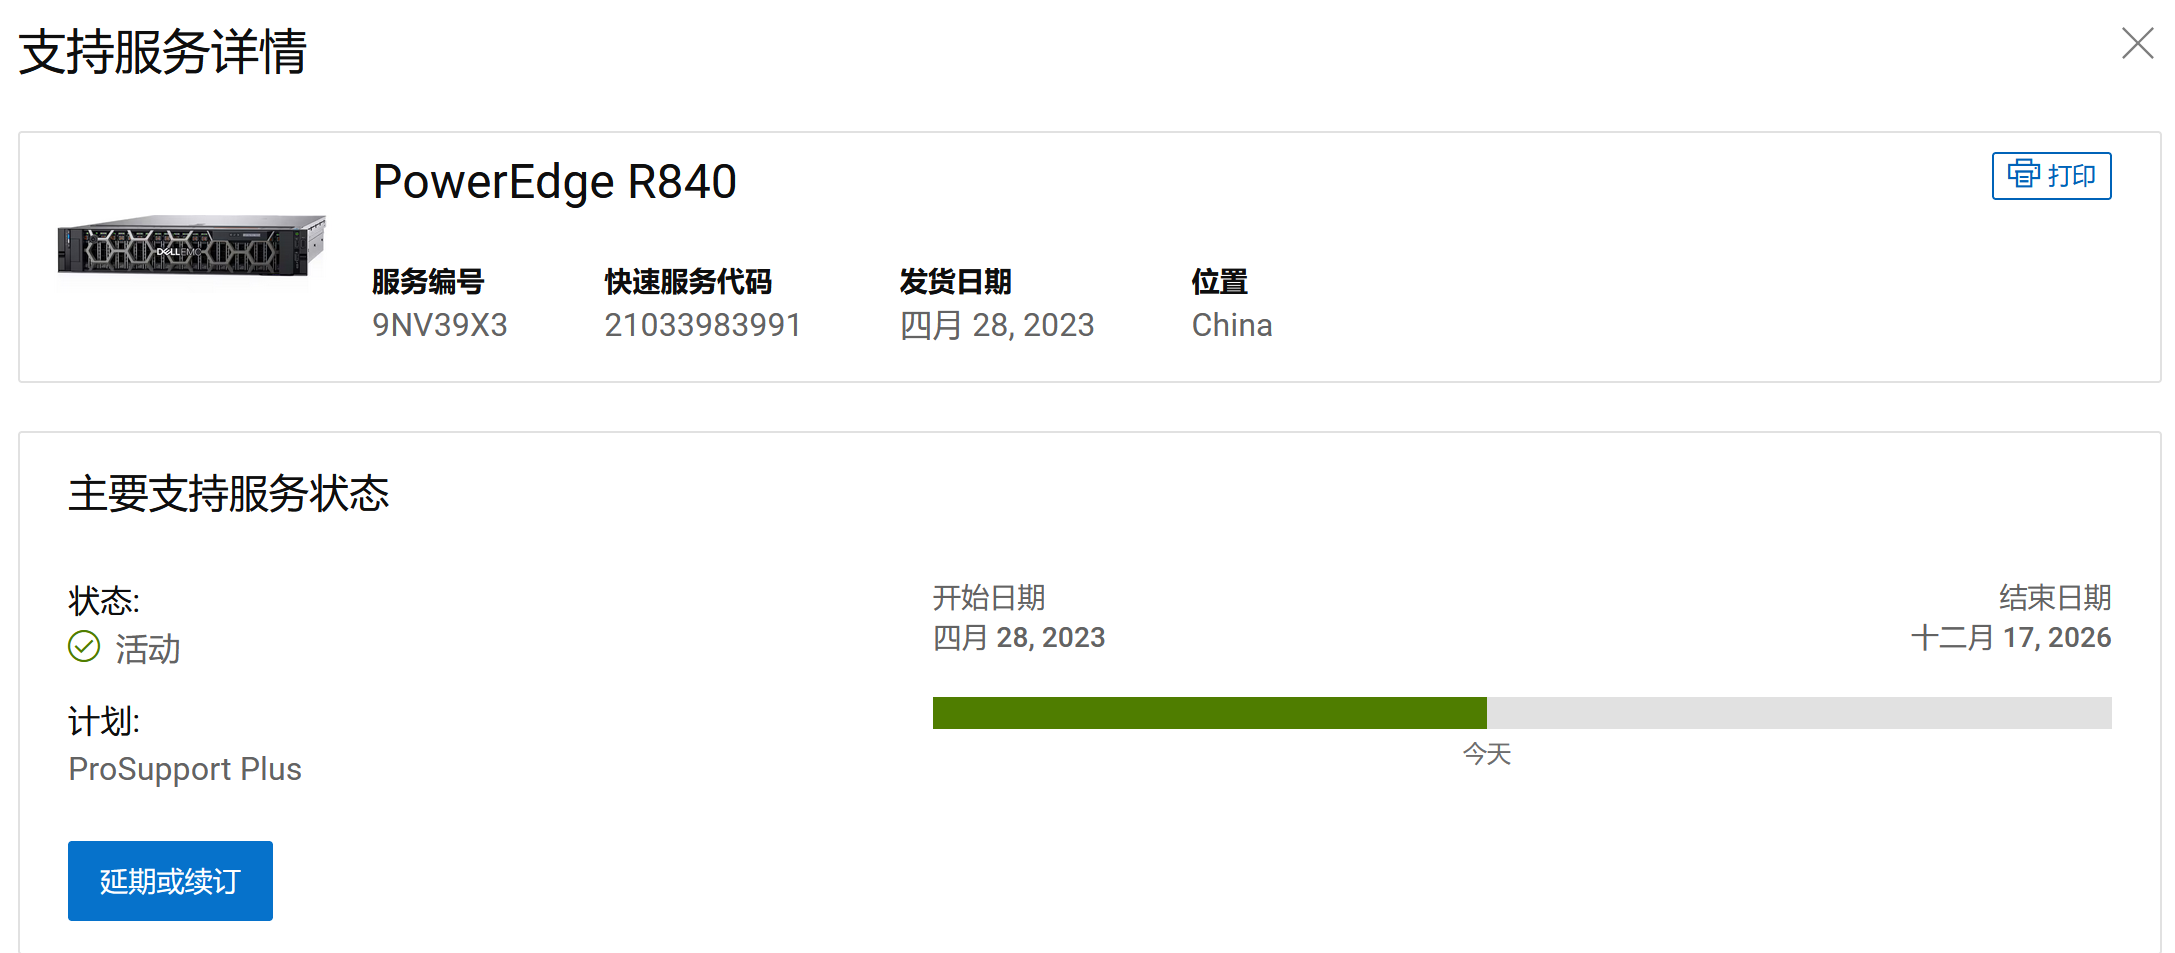 支持服务详情
PowerEdge R840
打印
DELLEMC
服务编号 快速服务代码 发货日期 位置
9NV39X3 21033983991 四月 28, 2023 China
主要支持服务状态
状态:
活动
计划:
ProSupport Plus
开始日期 结束日期
四月 28, 2023 十二月 17, 2026
今天
延期或续订